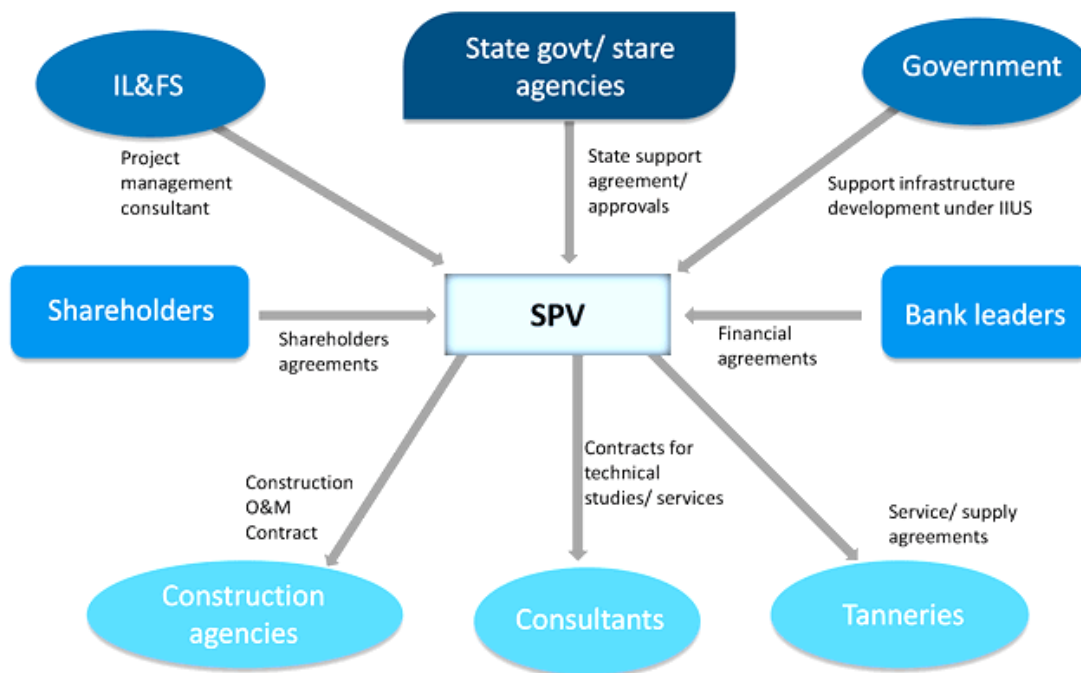 IL&FS
State govt/ stare
agencies
Government
Project
management
consultant
State support
agreement/
approvals
Support infrastructure
development under IIUS
Shareholders
SPV
Bank leaders
Shareholders
agreements
Financial
agreements
Construction
O&M
Contract
Contracts for
technical
studies/ services
Service/ supply
agreements
Construction
agencies
Consultants
Tanneries